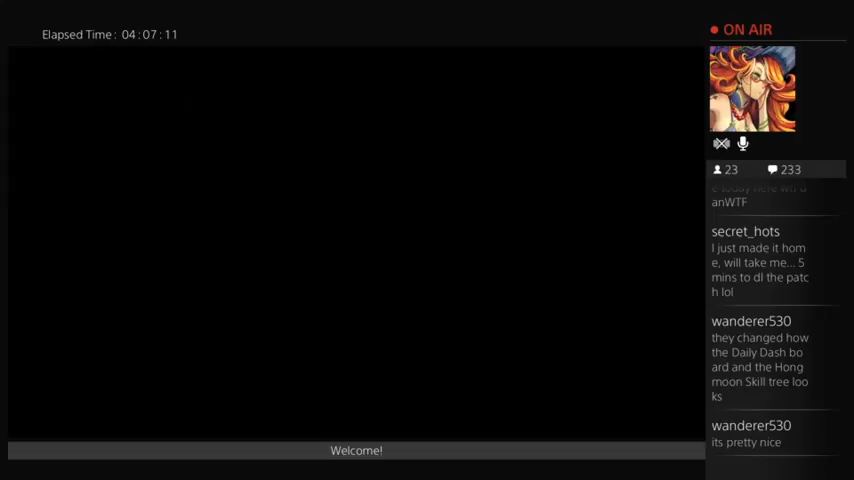 Elapsed Time: 04:07:11
ON AIR
23 233
anWTF
secret_hots
I just made it hom
e, will take me... 5
mins to dl the patc
h lol
wanderer530
they changed how
the Daily Dash bo
ard and the Hong
moon Skill tree loo
ks
wanderer530
its pretty nice
Welcome!